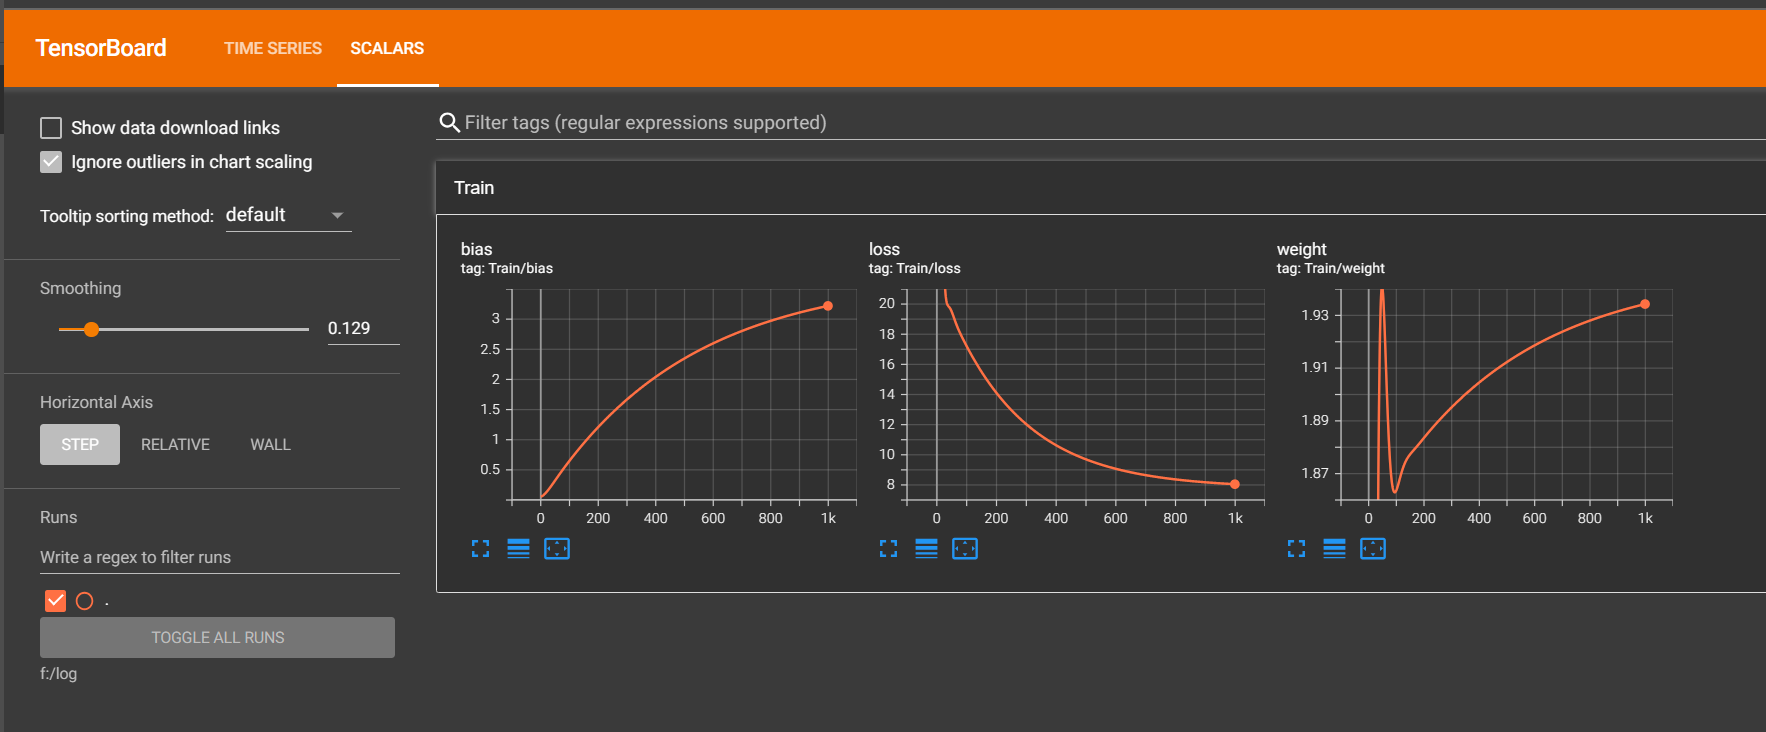 TensorBoard TIME SERIES SCALARS
Show data download links
Ignore outliers in chart scaling
Tooltip sorting method: default
Smoothing
0.129
Horizontal Axis
STEP RELATIVE WALL
Runs
Write a regex to filter runs
.
TOGGLE ALL RUNS
f:/log
Filter tags (regular expressions supported)
Train
bias
tag: Train/bias
3
2.5
2
1.5
1
0.5
0 200 400 600 800 1k
loss
tag: Train/loss
20
18
16
14
12
10
8
0 200 400 600 800 1k
weight
tag: Train/weight
1.93
1.91
1.89
1.87
0 200 400 600 800 1k